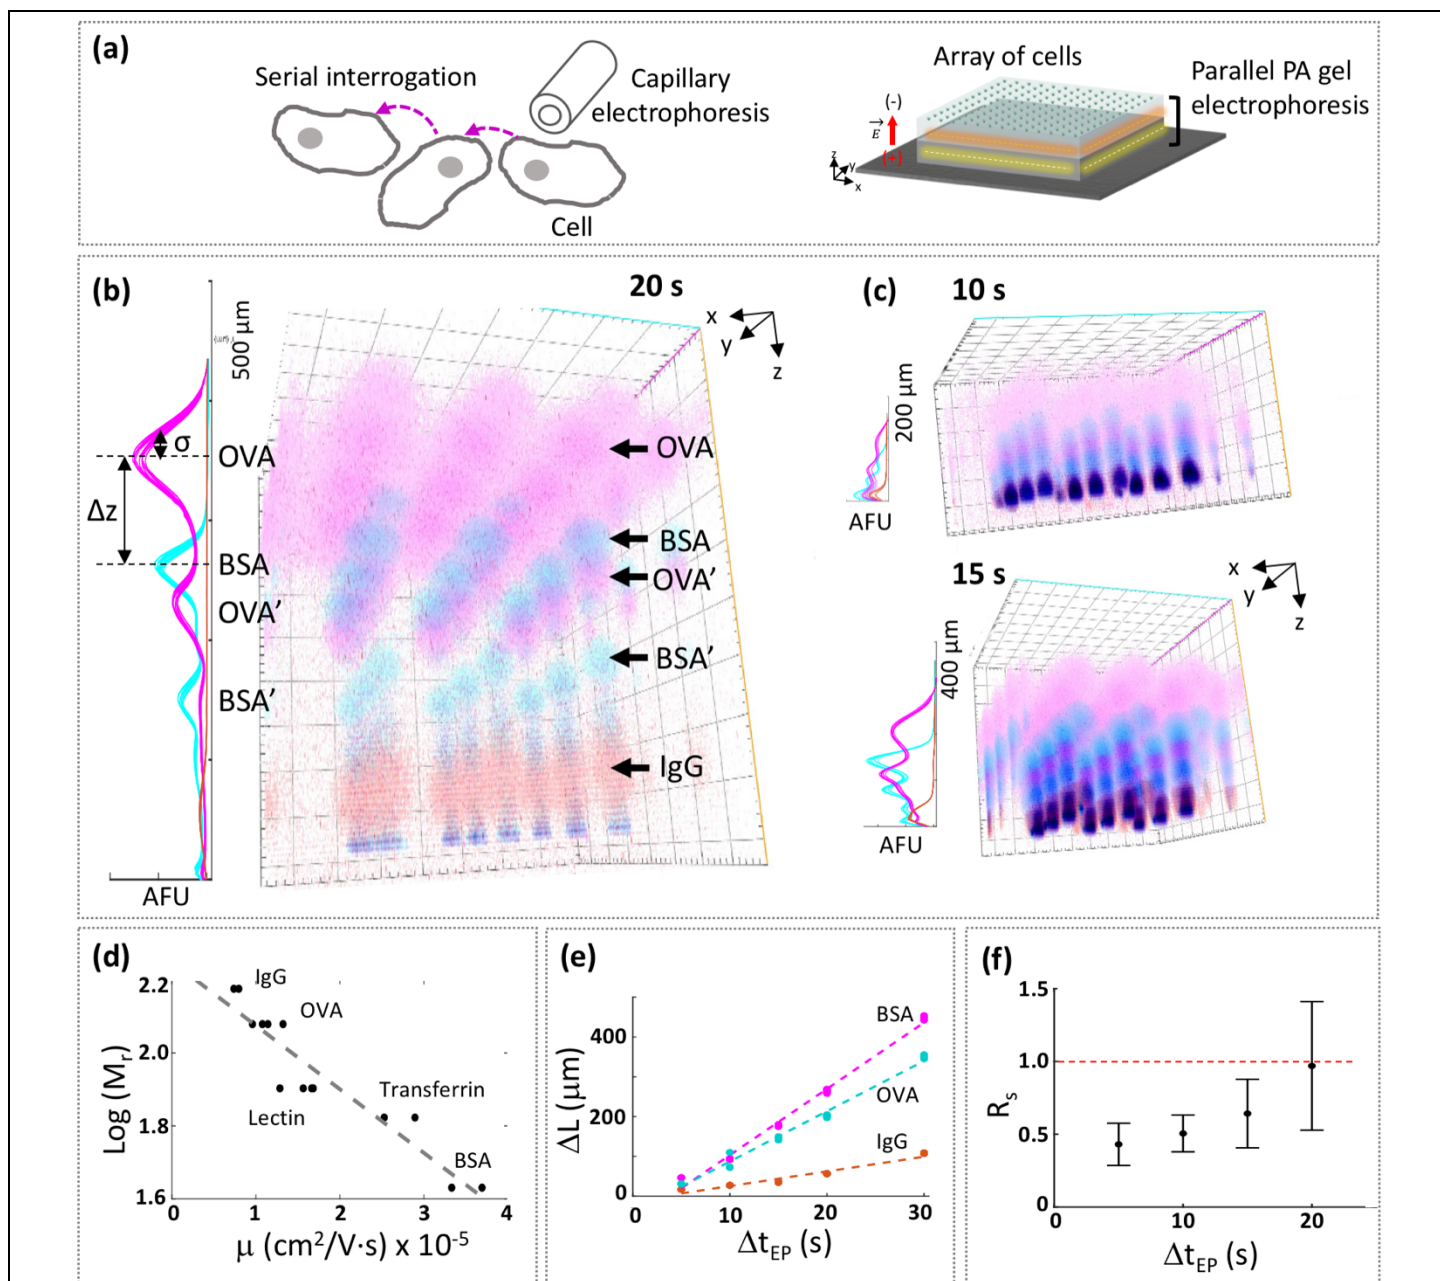 (a)
Serial interrogation
Capillary
electrophoresis
Cell
Array of cells
Parallel PA gel
electrophoresis
(-)
E
(+)
z
y
x
(b)
20 s
500 µm
x
y
z
σ
OVA
Δz
BSA
OVA'
BSA'
AFU
OVA
BSA
OVA'
BSA'
IgG
(c)
10 s
200 µm
AFU
15 s
x
y
z
400 µm
AFU
(d)
2.2
2.0
1.8
1.6
Log (Mr)
IgG
OVA
Lectin
Transferrin
BSA
0
1
2
3
4
µ (cm²/V·s) x 10⁻⁵
(e)
400
200
0
ΔL (µm)
BSA
OVA
IgG
10
20
30
ΔtEP (s)
(f)
1.5
1.0
0.5
0
Rs
0
10
20
ΔtEP (s)